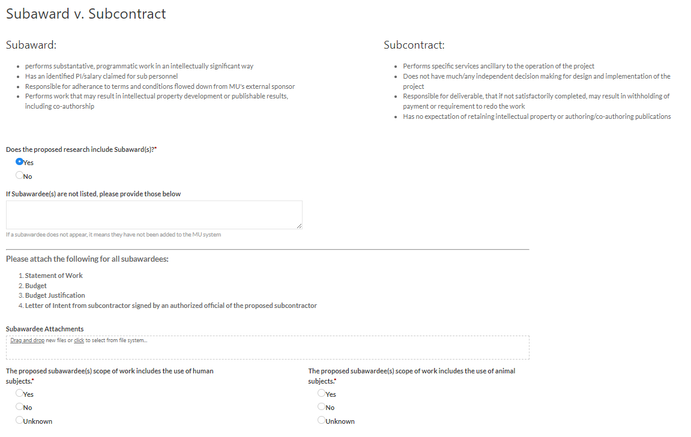 Subaward v. Subcontract
Subaward:
performs substantative, programmatic work in an intellectually significant way
Has an identified PI/salary claimed for sub personnel
Responsible for adherance to terms and conditions flowed down from MU's external sponsor
Performs work that may result in intellectual property development or publishable results,
including co-authorship
Subcontract:
Performs specific services ancillary to the operation of the project
Does not have much/any independent decision making for design and implementation of the
project
Responsible for deliverable, that if not satisfactorily completed, may result in withholding of
payment or requirement to redo the work
Has no expectation of retaining intellectual property or authoring/co-authoring publications
Does the proposed research include Subaward(s)?*
Yes
No
If Subawardee(s) are not listed, please provide those below
If a subawardee does not appear, it means they have not been added to the MU system
Please attach the following for all subawardees:
1. Statement of Work
2. Budget
3. Budget Justification
4. Letter of Intent from subcontractor signed by an authorized official of the proposed subcontractor
Subawardee Attachments
Drag and drop new files or click to select from file system...
The proposed subawardee(s) scope of work includes the use of human
subjects.*
Yes
No
Unknown
The proposed subawardee(s) scope of work includes the use of animal
subjects.*
Yes
No
Unknown